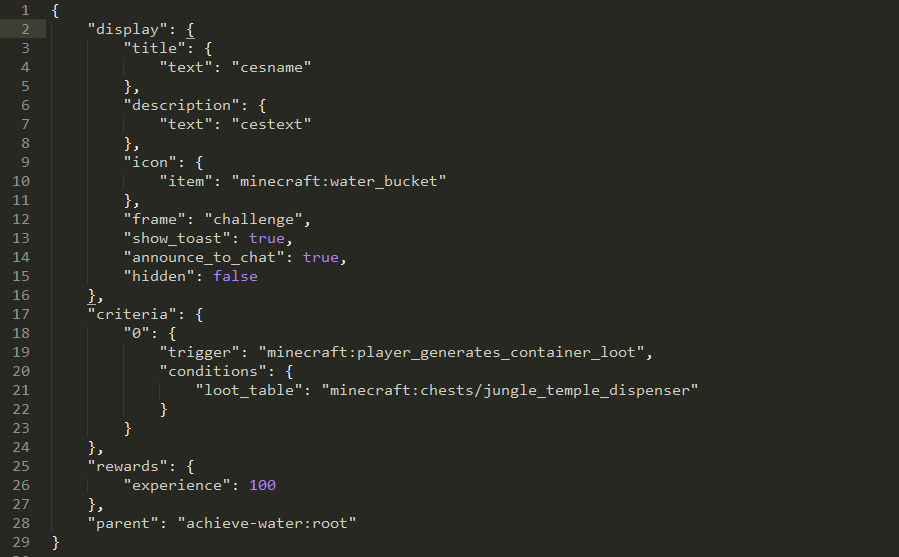 1 {
2     "display": {
3         "title": {
4             "text": "cesname"
5         },
6         "description": {
7             "text": "cestext"
8         },
9         "icon": {
10             "item": "minecraft:water_bucket"
11         },
12         "frame": "challenge",
13         "show_toast": true,
14         "announce_to_chat": true,
15         "hidden": false
16     },
17     "criteria": {
18         "0": {
19             "trigger": "minecraft:player_generates_container_loot",
20             "conditions": {
21                 "loot_table": "minecraft:chests/jungle_temple_dispenser"
22             }
23         }
24     },
25     "rewards": {
26         "experience": 100
27     },
28     "parent": "achieve-water:root"
29 }